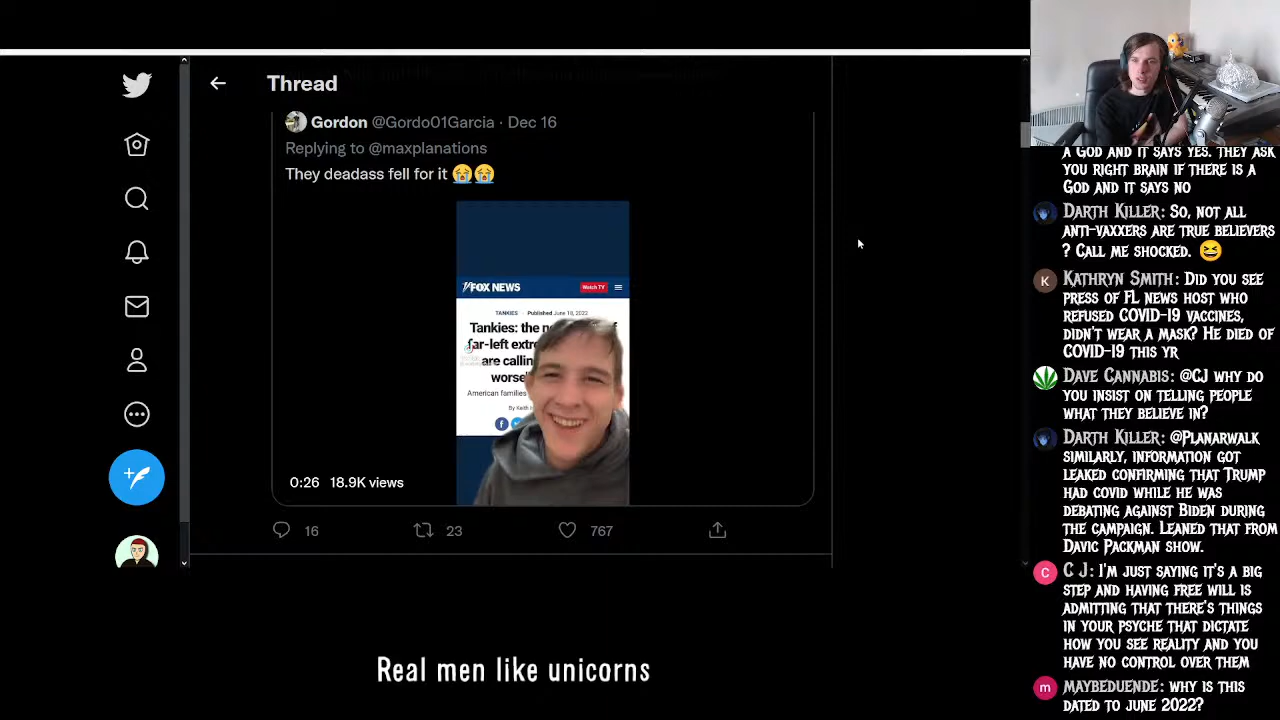 Thread
Gordon @Gordo01Garcia · Dec 16
Replying to @maxplanations
They deadass fell for it 😭😭
FOX NEWS
Watch TV
TANKIES · Published June 18, 2022
Tankies: the
far-left
are
American families
By Keith
0:26 18.9K views
16 23 767
Real men like unicorns
A GOD AND IT SAYS YES. THEY ASK
YOU RIGHT BRAIN IF THERE IS A
GOD AND IT SAYS NO
DARTH KILLER: SO, NOT ALL
ANTI-VAXXERS ARE TRUE BELIEVERS
? CALL ME SHOCKED. 😆
K
KATHRYN SMITH: DID YOU SEE
PRESS OF FL NEWS HOST WHO
REFUSED COVID-19 VACCINES,
DIDN'T WEAR A MASK? HE DIED OF
COVID-19 THIS YR
DAVE CANNABIS: @CJ WHY DO
YOU INSIST ON TELLING PEOPLE
WHAT THEY BELIEVE IN?
DARTH KILLER: @PLANARWALK
SIMILARLY, INFORMATION GOT
LEAKED CONFIRMING THAT TRUMP
HAD COVID WHILE HE WAS
DEBATING AGAINST BIDEN DURING
THE CAMPAIGN. LEANED THAT FROM
DAVIC PACKMAN SHOW.
C
C J: I'M JUST SAYING IT'S A BIG
STEP AND HAVING FREE WILL IS
ADMITTING THAT THERE'S THINGS
IN YOUR PSYCHE THAT DICTATE
HOW YOU SEE REALITY AND YOU
HAVE NO CONTROL OVER THEM
m
MAYBEDUENDE: WHY IS THIS
DATED TO JUNE 2022?